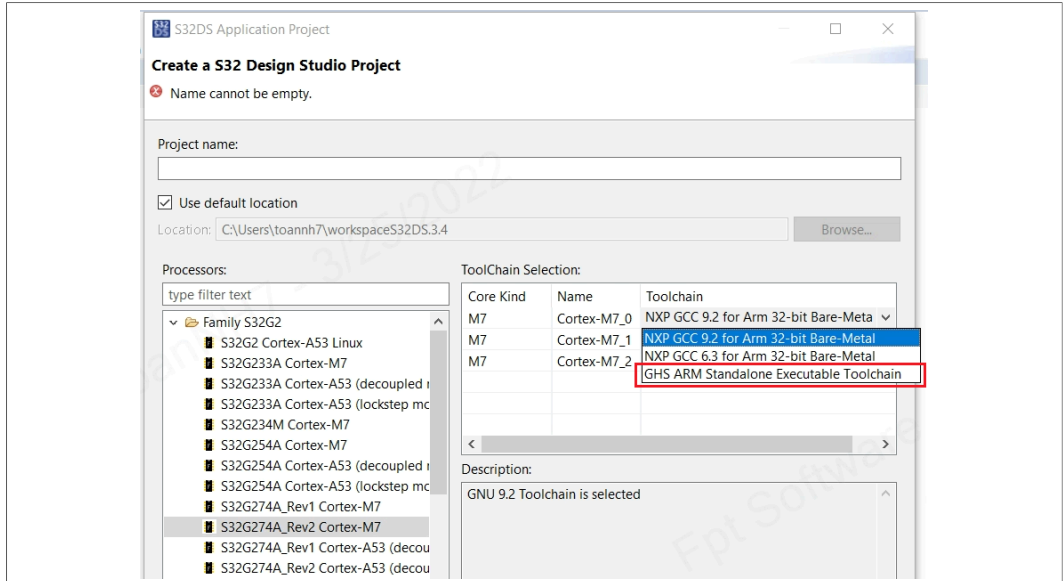 S32DS Application Project
Create a S32 Design Studio Project
Name cannot be empty.
Project name:
Use default location
Location: C:\Users\toannh7\workspaceS32DS.3.4 Browse...
Processors:
type filter text
Family S32G2
S32G2 Cortex-A53 Linux
S32G233A Cortex-M7
S32G233A Cortex-A53 (decoupled
S32G233A Cortex-A53 (lockstep mc
S32G234M Cortex-M7
S32G254A Cortex-M7
S32G254A Cortex-A53 (decoupled
S32G254A Cortex-A53 (lockstep mc
S32G274A_Rev1 Cortex-M7
S32G274A_Rev2 Cortex-M7
S32G274A_Rev1 Cortex-A53 (decou
S32G274A_Rev2 Cortex-A53 (decou
ToolChain Selection:
Core Kind Name Toolchain
M7 Cortex-M7_0 NXP GCC 9.2 for Arm 32-bit Bare-Meta
M7 Cortex-M7_1
M7 Cortex-M7_2
NXP GCC 9.2 for Arm 32-bit Bare-Metal
NXP GCC 6.3 for Arm 32-bit Bare-Metal
GHS ARM Standalone Executable Toolchain
Description:
GNU 9.2 Toolchain is selected
3/25/2022
Fpt Software